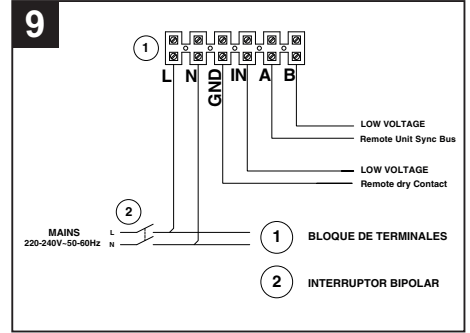 9
1
L N GND IN A B
LOW VOLTAGE
Remote Unit Sync Bus
LOW VOLTAGE
Remote dry Contact
2
MAINS
220-240V~50-60Hz
L
N
1 BLOQUE DE TERMINALES
2 INTERRUPTOR BIPOLAR